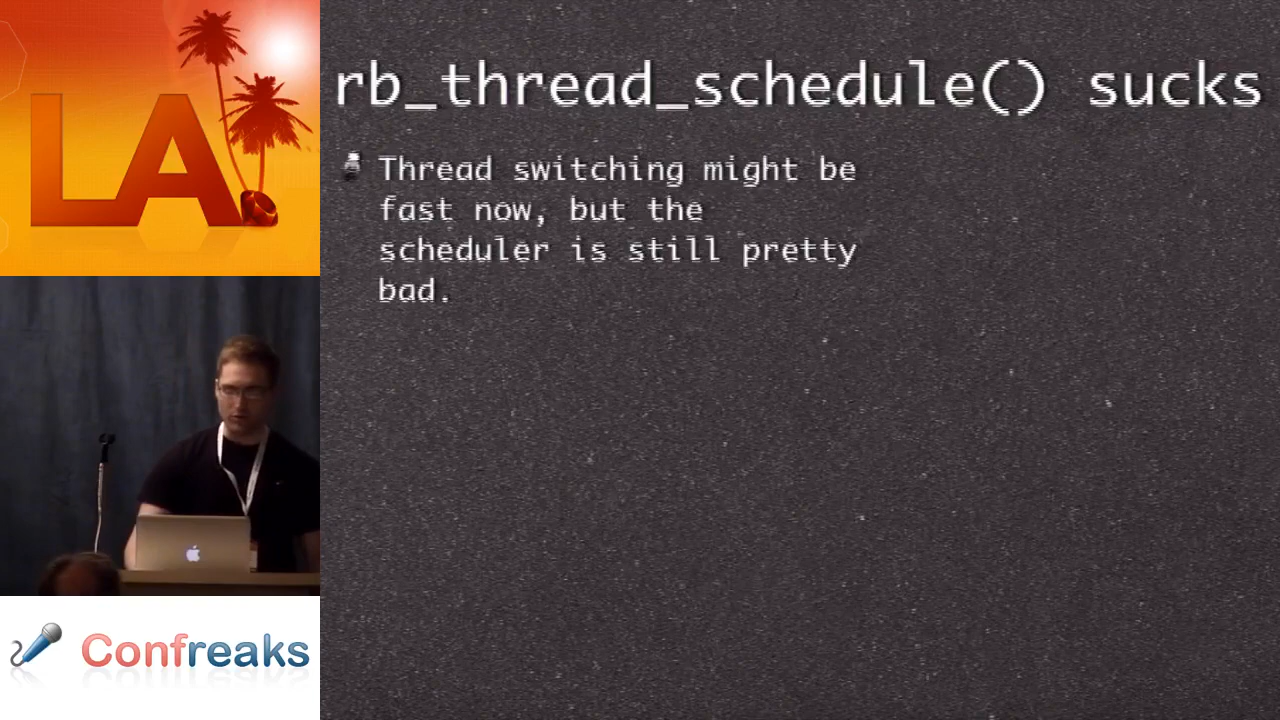 LA
rb_thread_schedule() sucks
Thread switching might be
fast now, but the
scheduler is still pretty
bad.
Confreaks